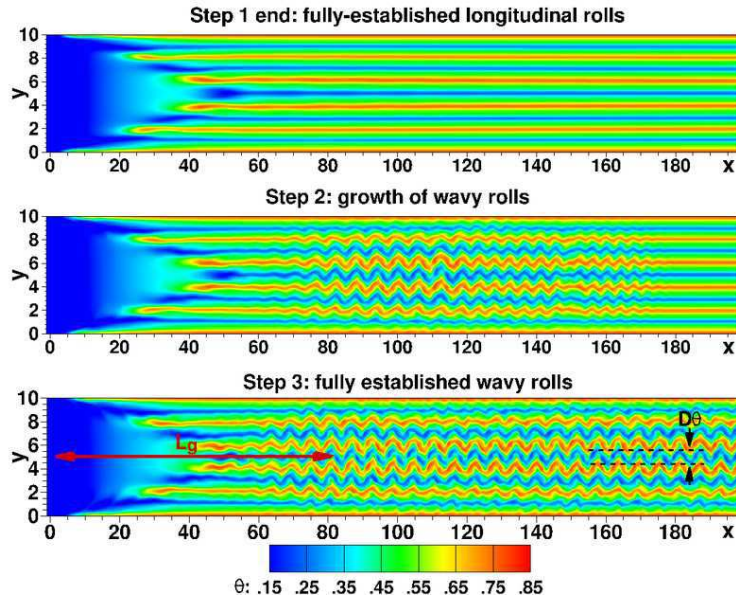 Step 1 end: fully-established longitudinal rolls
10
8
6
y
4
2
0
0 20 40 60 80 100 120 140 160 180 x
Step 2: growth of wavy rolls
10
8
6
y
4
2
0
0 20 40 60 80 100 120 140 160 180 x
Step 3: fully established wavy rolls
10
8
6
y
4
2
0
Lg
Dθ
0 20 40 60 80 100 120 140 160 180 x
θ: .15 .25 .35 .45 .55 .65 .75 .85